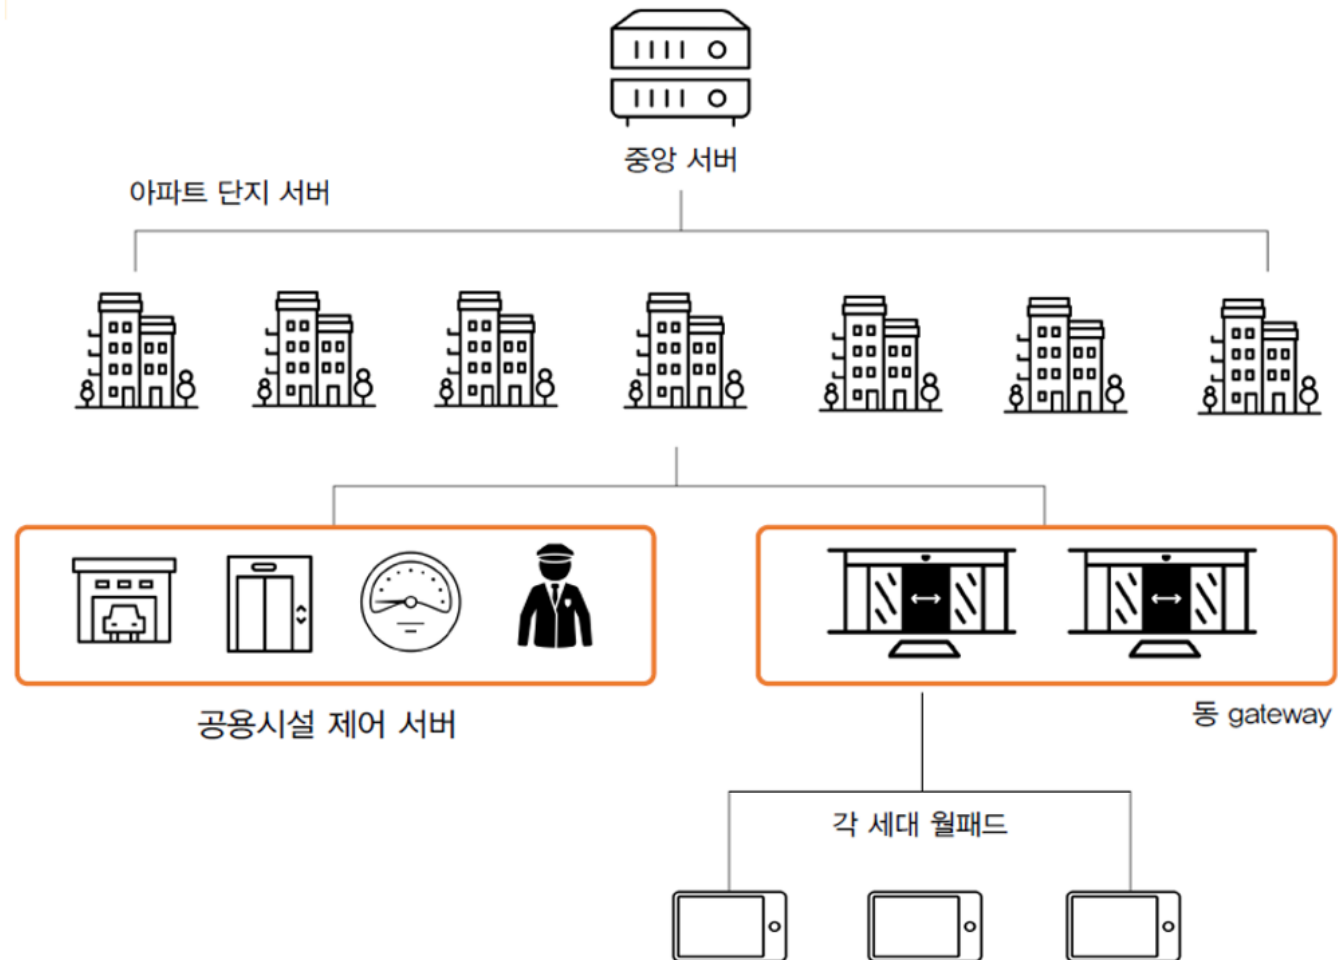 중앙 서버
아파트 단지 서버
공용시설 제어 서버
동 gateway
각 세대 월패드